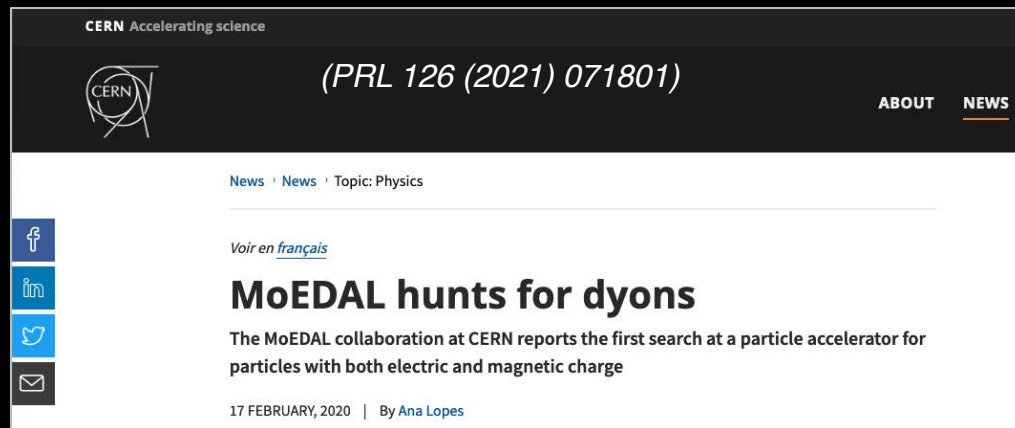 CERN Accelerating science
CERN
(PRL 126 (2021) 071801)
ABOUT NEWS
News › News › Topic: Physics
Voir en français
MoEDAL hunts for dyons
The MoEDAL collaboration at CERN reports the first search at a particle accelerator for
particles with both electric and magnetic charge
17 FEBRUARY, 2020 | By Ana Lopes
f
in